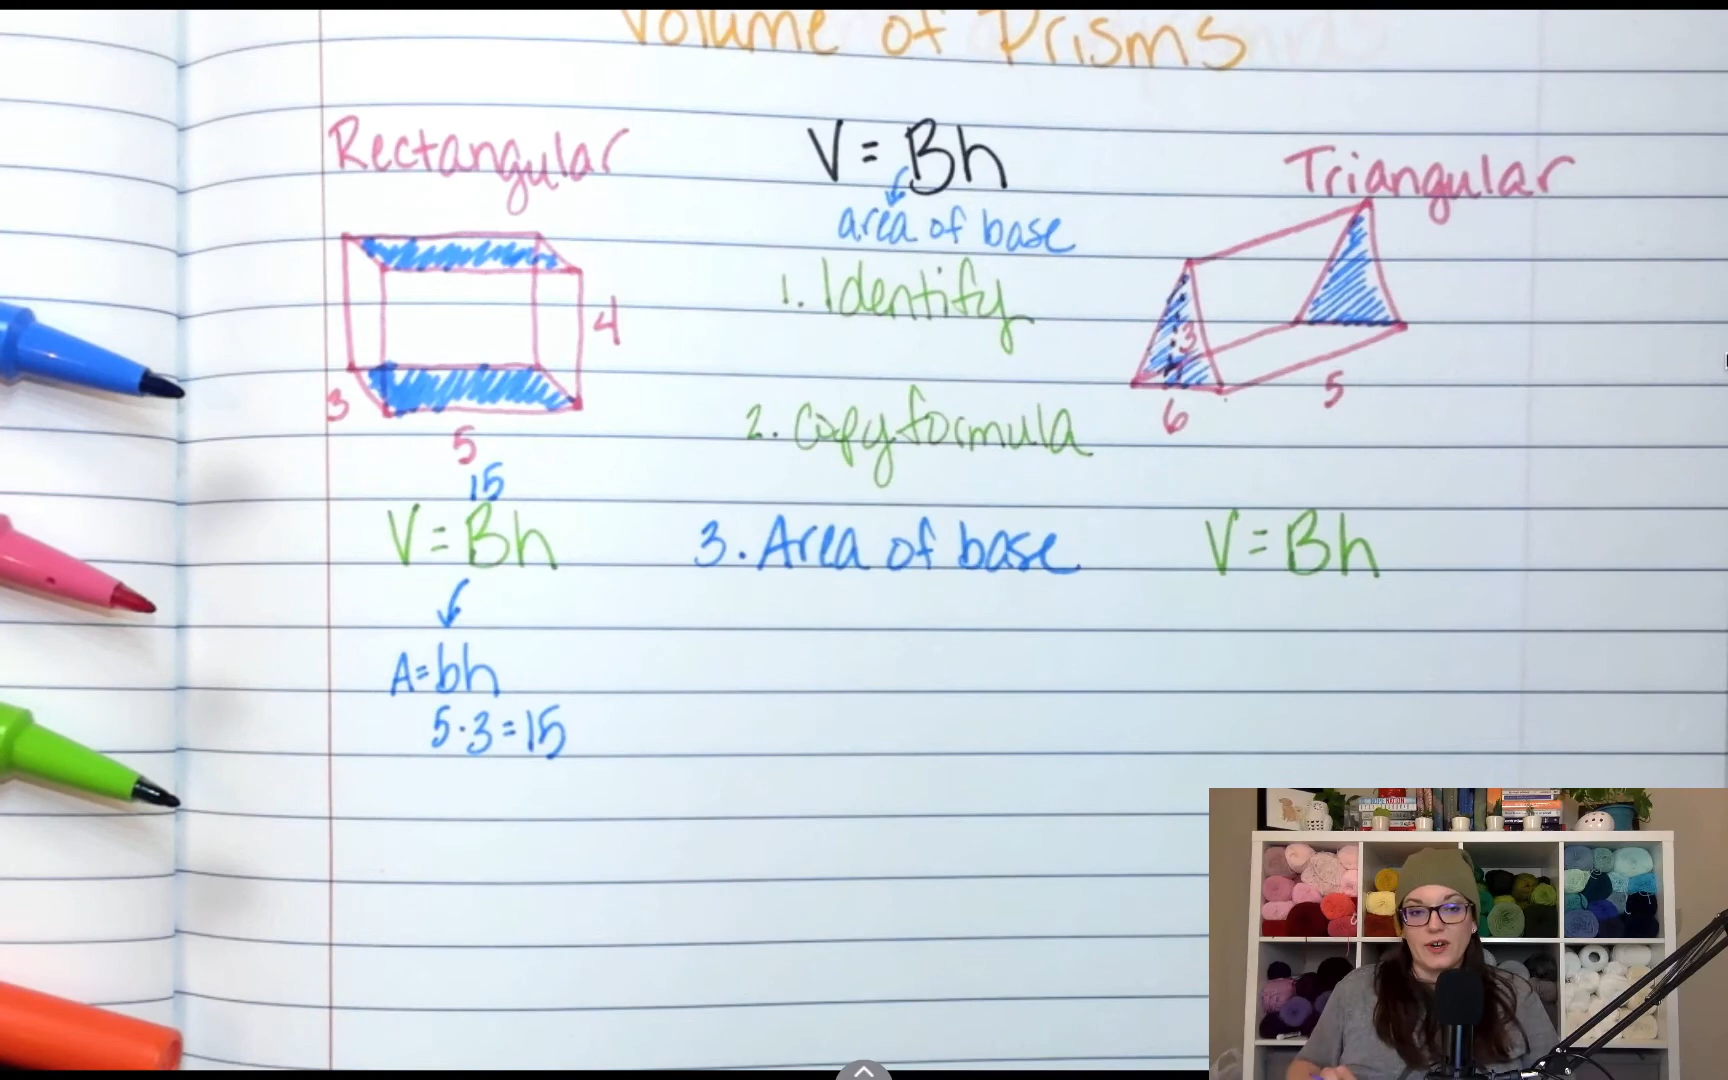 Volume of Prisms
Rectangular
V = Bh
Triangular
area of base
1. Identify
4
3
3
5
6
5
2. copy formula
15
V = Bh
3. Area of base
V = Bh
A = bh
5 · 3 = 15